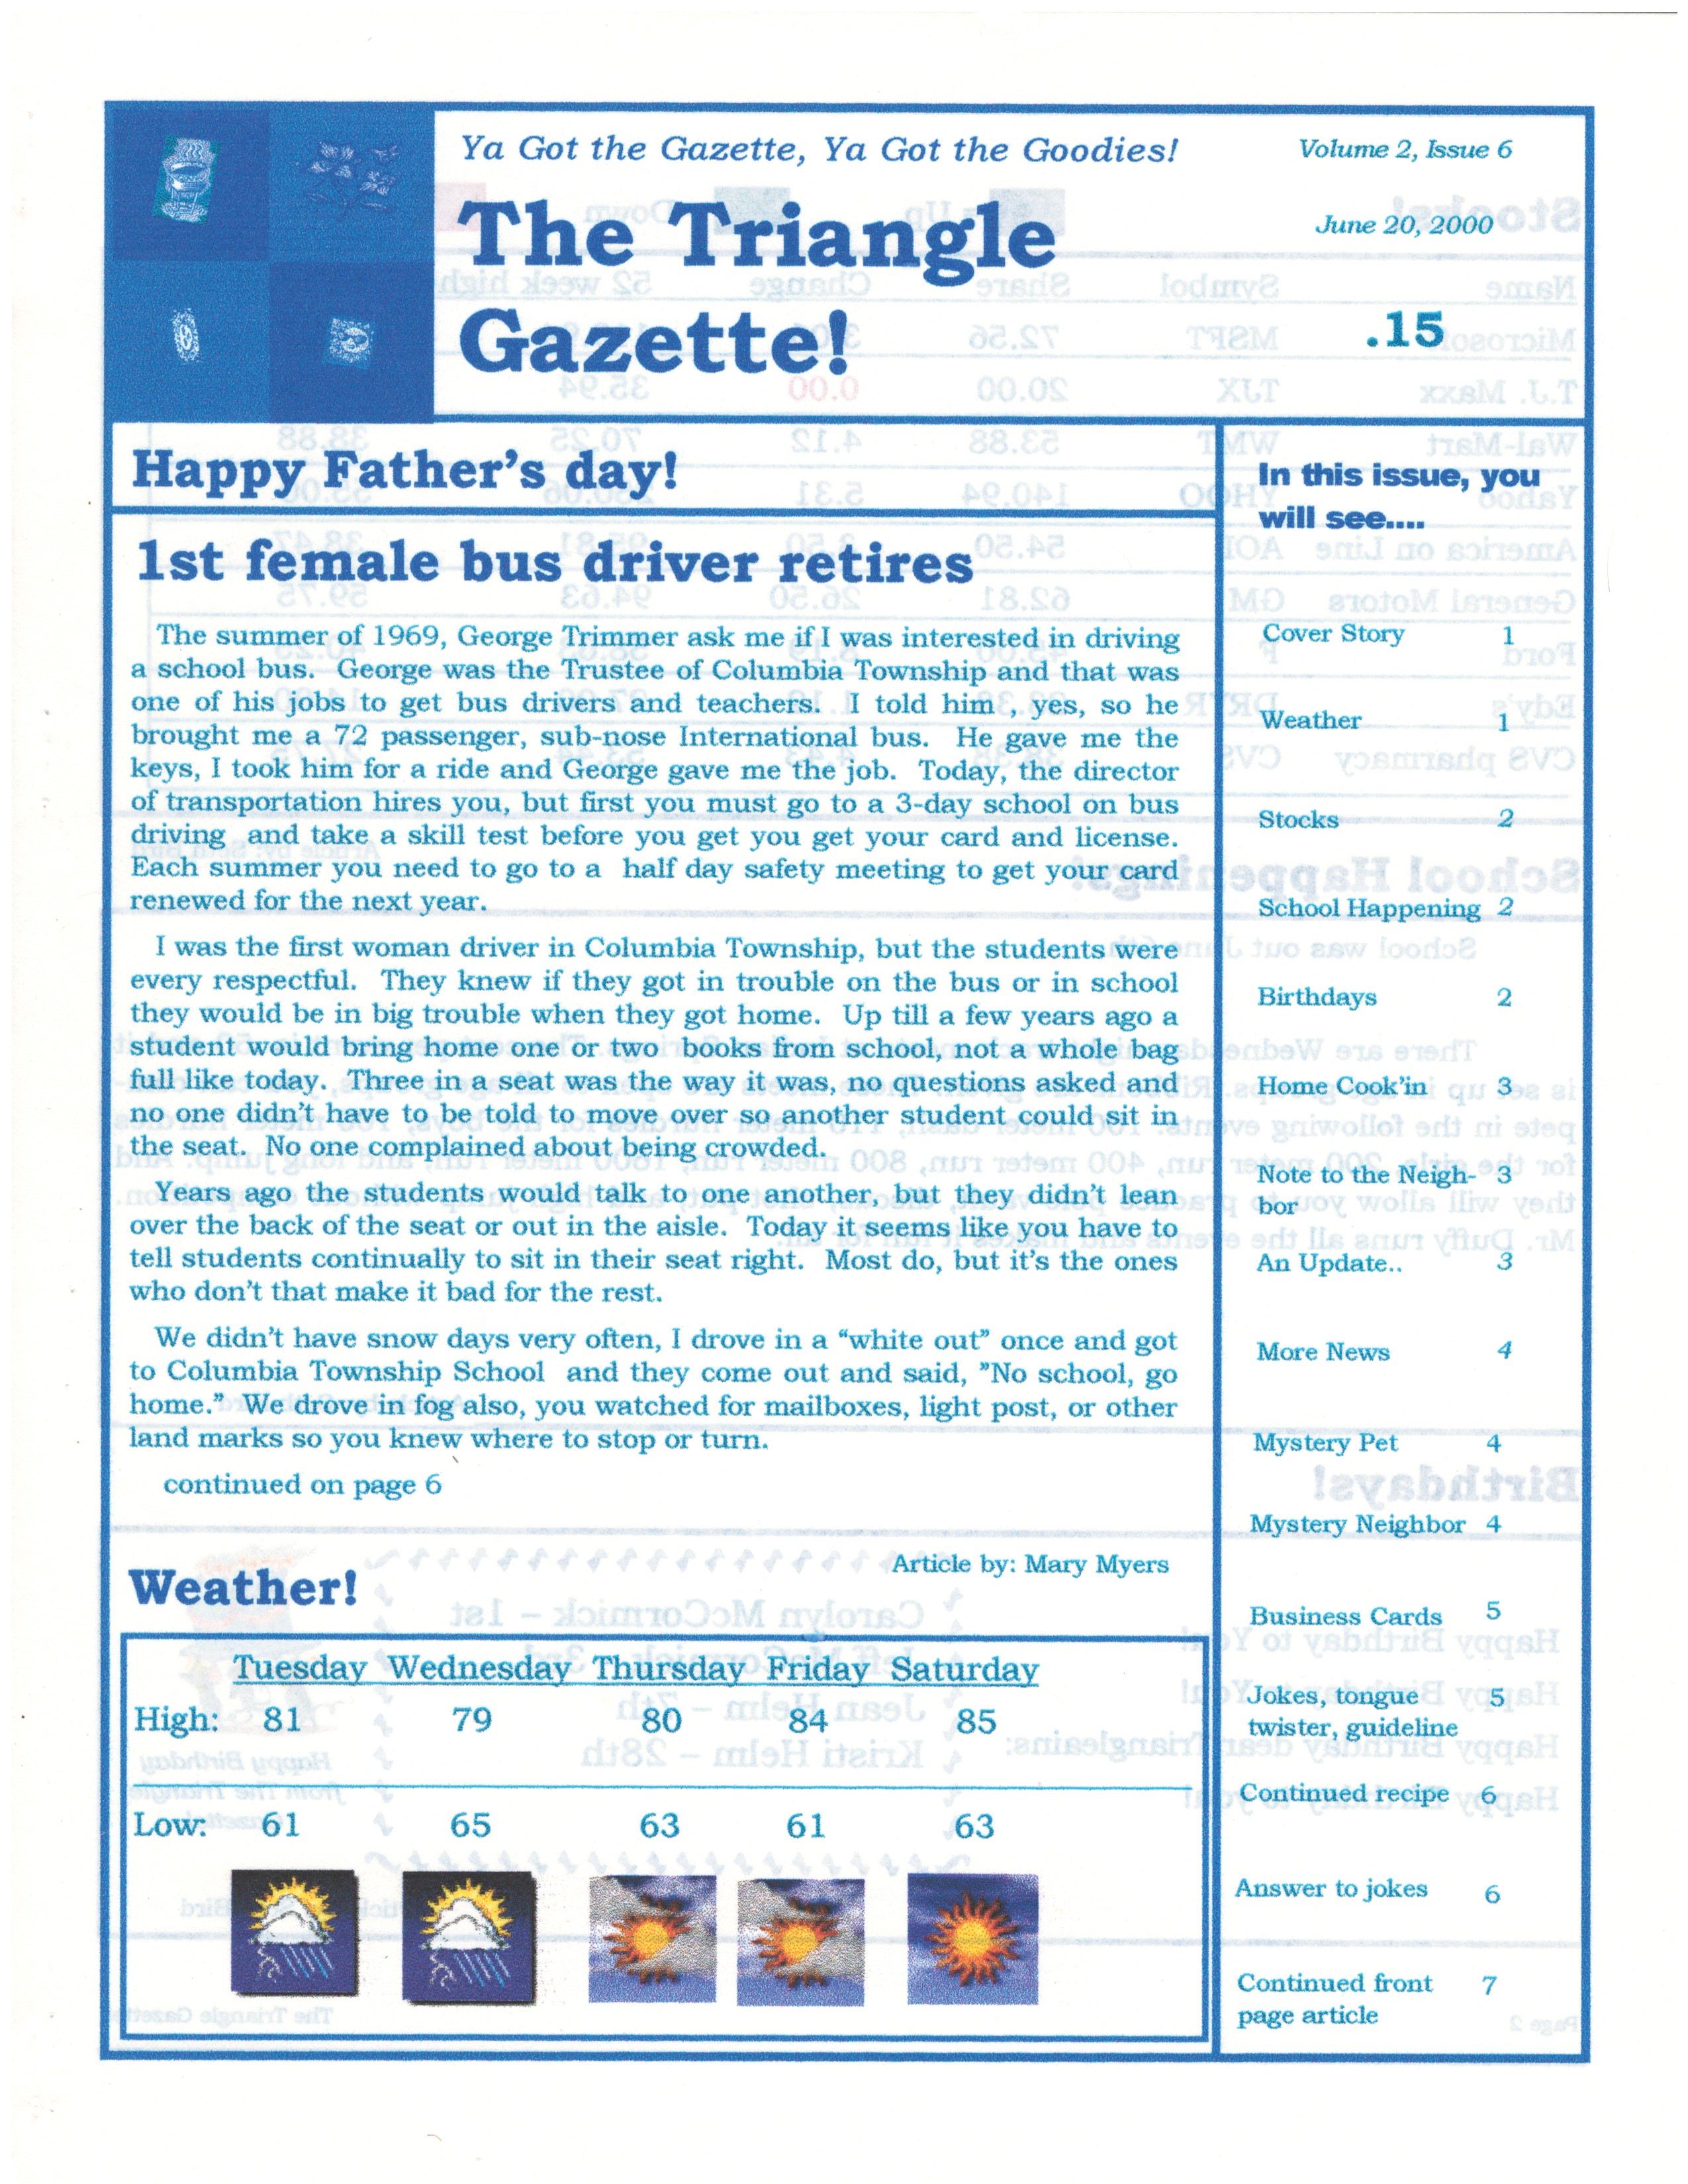 Ya Got the Gazette, Ya Got the Goodies!
Volume 2, Issue 6
The Triangle
Gazette!
June 20, 2000
.15
Happy Father's day!
1st female bus driver retires
The summer of 1969, George Trimmer ask me if I was interested in driving
a school bus. George was the Trustee of Columbia Township and that was
one of his jobs to get bus drivers and teachers. I told him , yes, so he
brought me a 72 passenger, sub-nose International bus. He gave me the
keys, I took him for a ride and George gave me the job. Today, the director
of transportation hires you, but first you must go to a 3-day school on bus
driving and take a skill test before you get you get your card and license.
Each summer you need to go to a half day safety meeting to get your card
renewed for the next year.
I was the first woman driver in Columbia Township, but the students were
every respectful. They knew if they got in trouble on the bus or in school
they would be in big trouble when they got home. Up till a few years ago a
student would bring home one or two books from school, not a whole bag
full like today. Three in a seat was the way it was, no questions asked and
no one didn't have to be told to move over so another student could sit in
the seat. No one complained about being crowded.
Years ago the students would talk to one another, but they didn't lean
over the back of the seat or out in the aisle. Today it seems like you have to
tell students continually to sit in their seat right. Most do, but it's the ones
who don't that make it bad for the rest.
We didn't have snow days very often, I drove in a "white out" once and got
to Columbia Township School and they come out and said, "No school, go
home." We drove in fog also, you watched for mailboxes, light post, or other
land marks so you knew where to stop or turn.
continued on page 6
Article by: Mary Myers
Weather!
Tuesday Wednesday Thursday Friday Saturday
High: 81 79 80 84 85
Low: 61 65 63 61 63
In this issue, you
will see....
Cover Story 1
Weather 1
Stocks 2
School Happening 2
Birthdays 2
Home Cook'in 3
Note to the Neigh- 3
bor
An Update.. 3
More News 4
Mystery Pet 4
Mystery Neighbor 4
Business Cards 5
Jokes, tongue 5
twister, guideline
Continued recipe 6
Answer to jokes 6
Continued front 7
page article